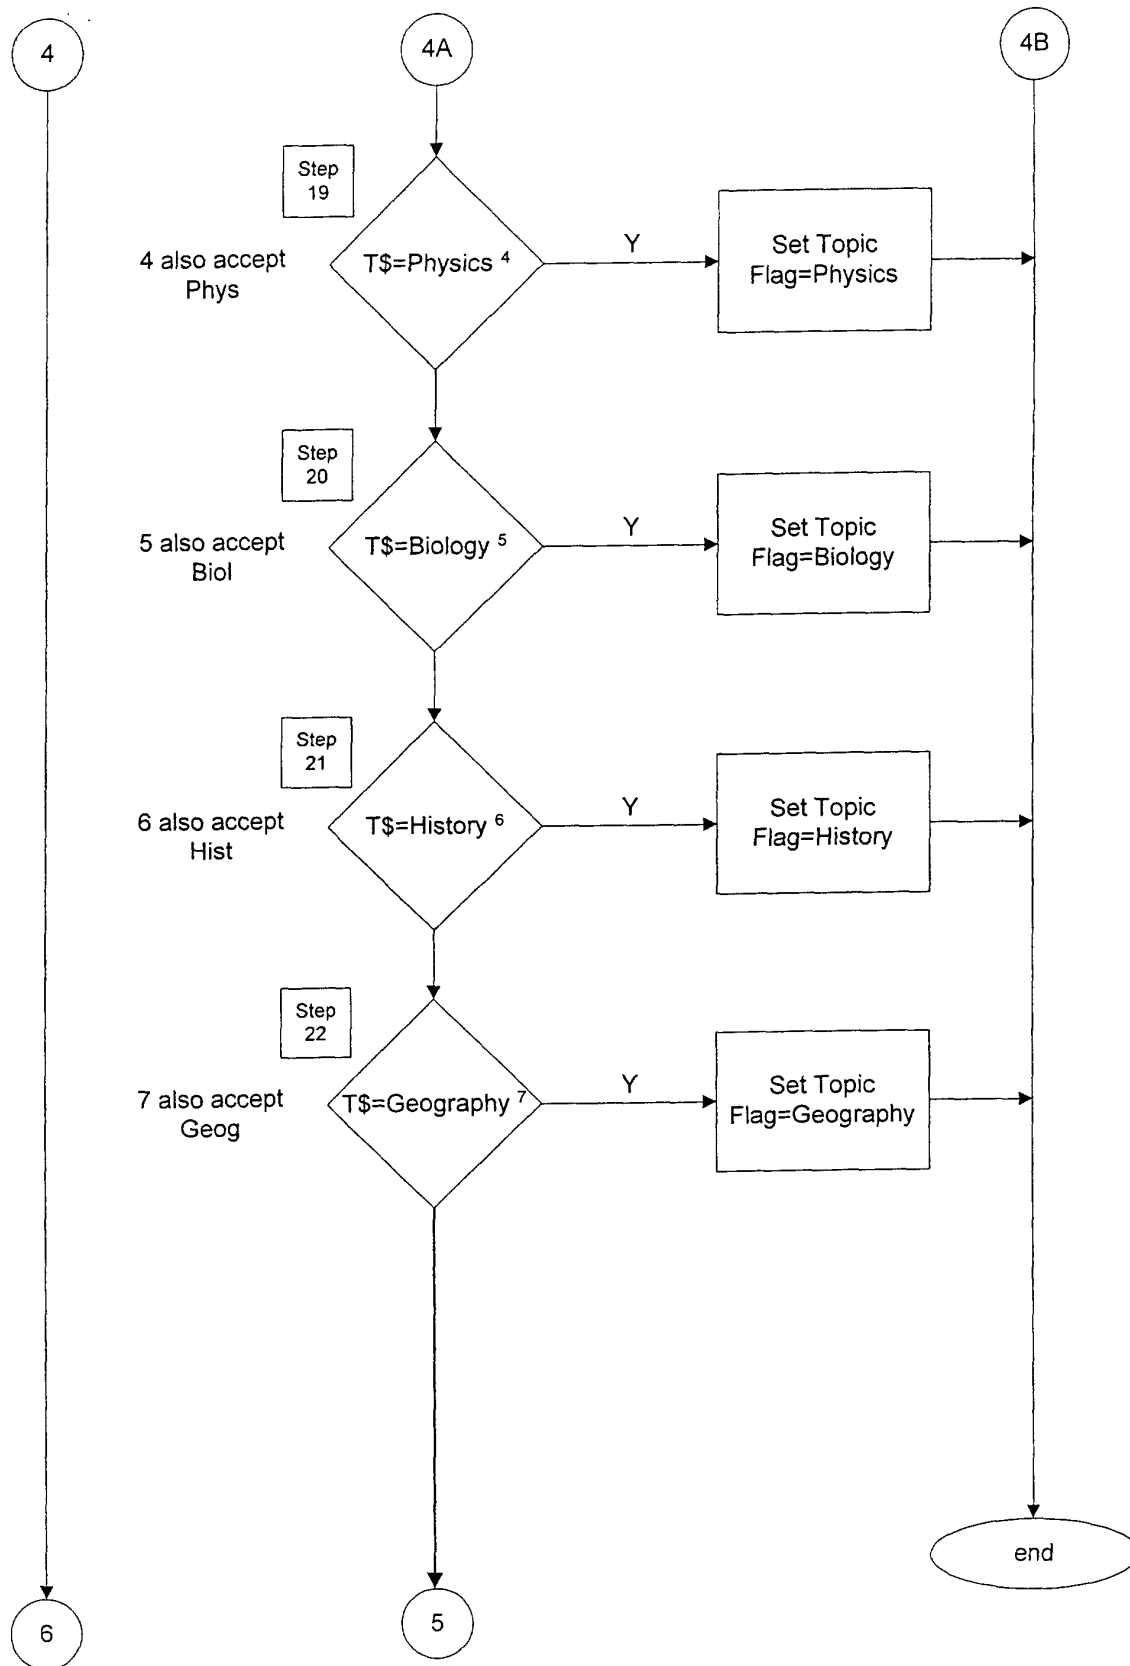 4
4A
4B
Step
19
4 also accept
Phys
T$=Physics 4
Y
Set Topic
Flag=Physics
Step
20
5 also accept
Biol
T$=Biology 5
Y
Set Topic
Flag=Biology
Step
21
6 also accept
Hist
T$=History 6
Y
Set Topic
Flag=History
Step
22
7 also accept
Geog
T$=Geography 7
Y
Set Topic
Flag=Geography
end
6
5